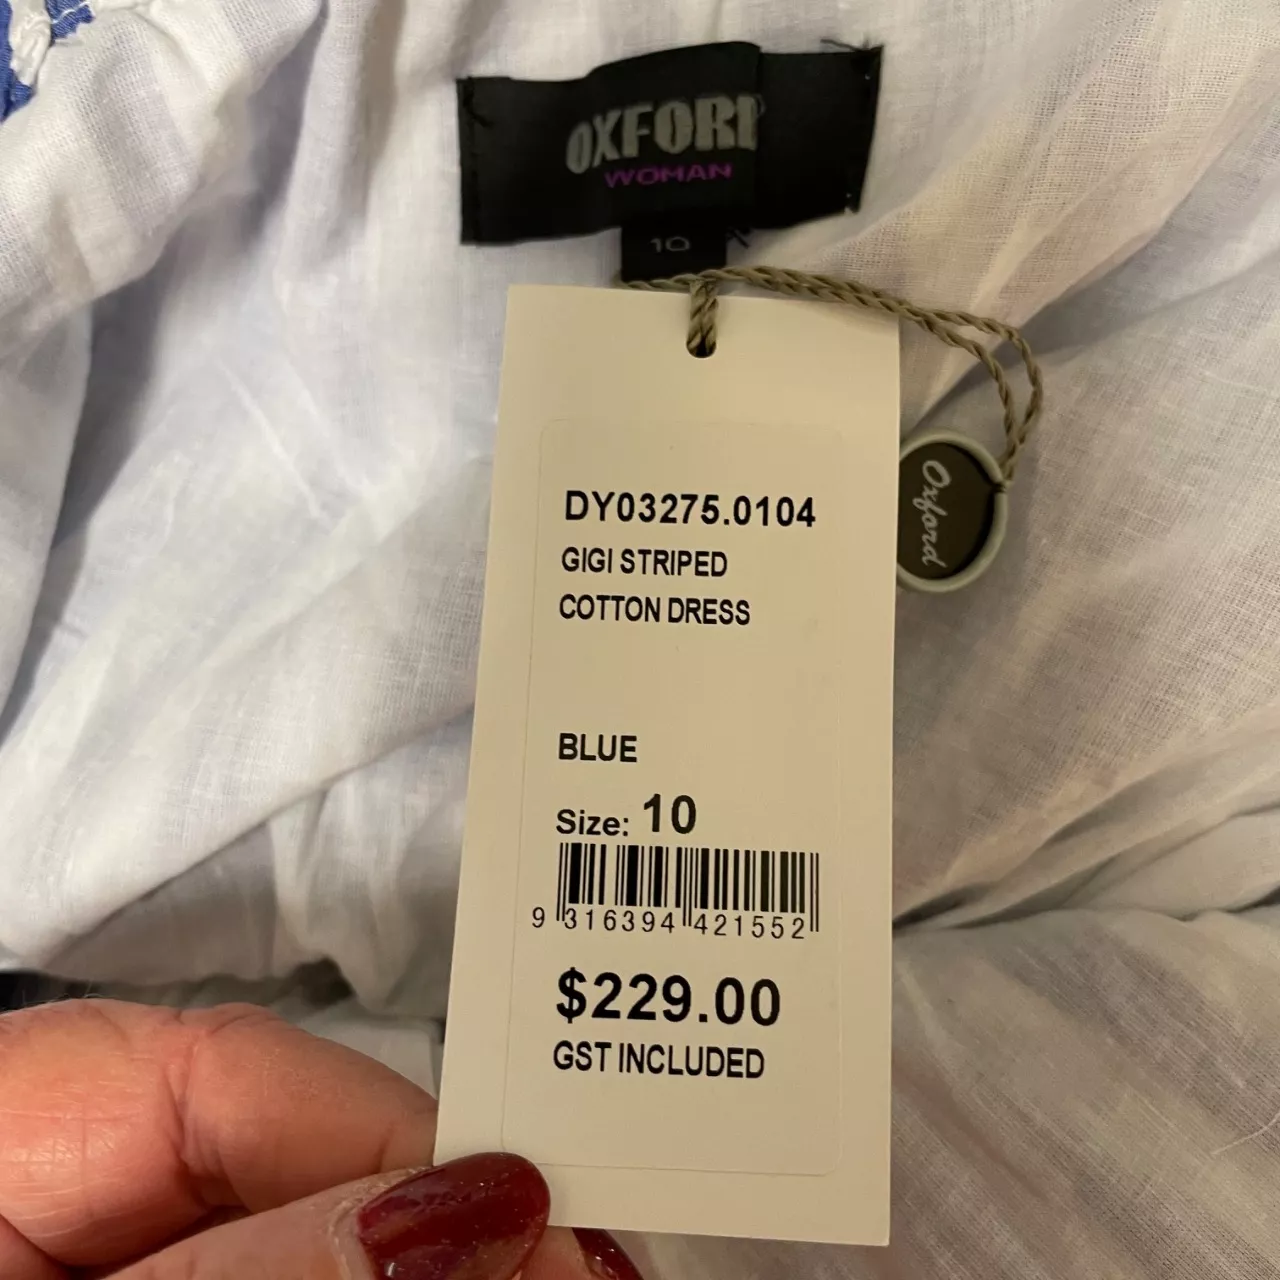 OXFORD
WOMAN
10
Oxford
DY03275.0104
GIGI STRIPED
COTTON DRESS
BLUE
Size: 10
9 316394 421552
$229.00
GST INCLUDED